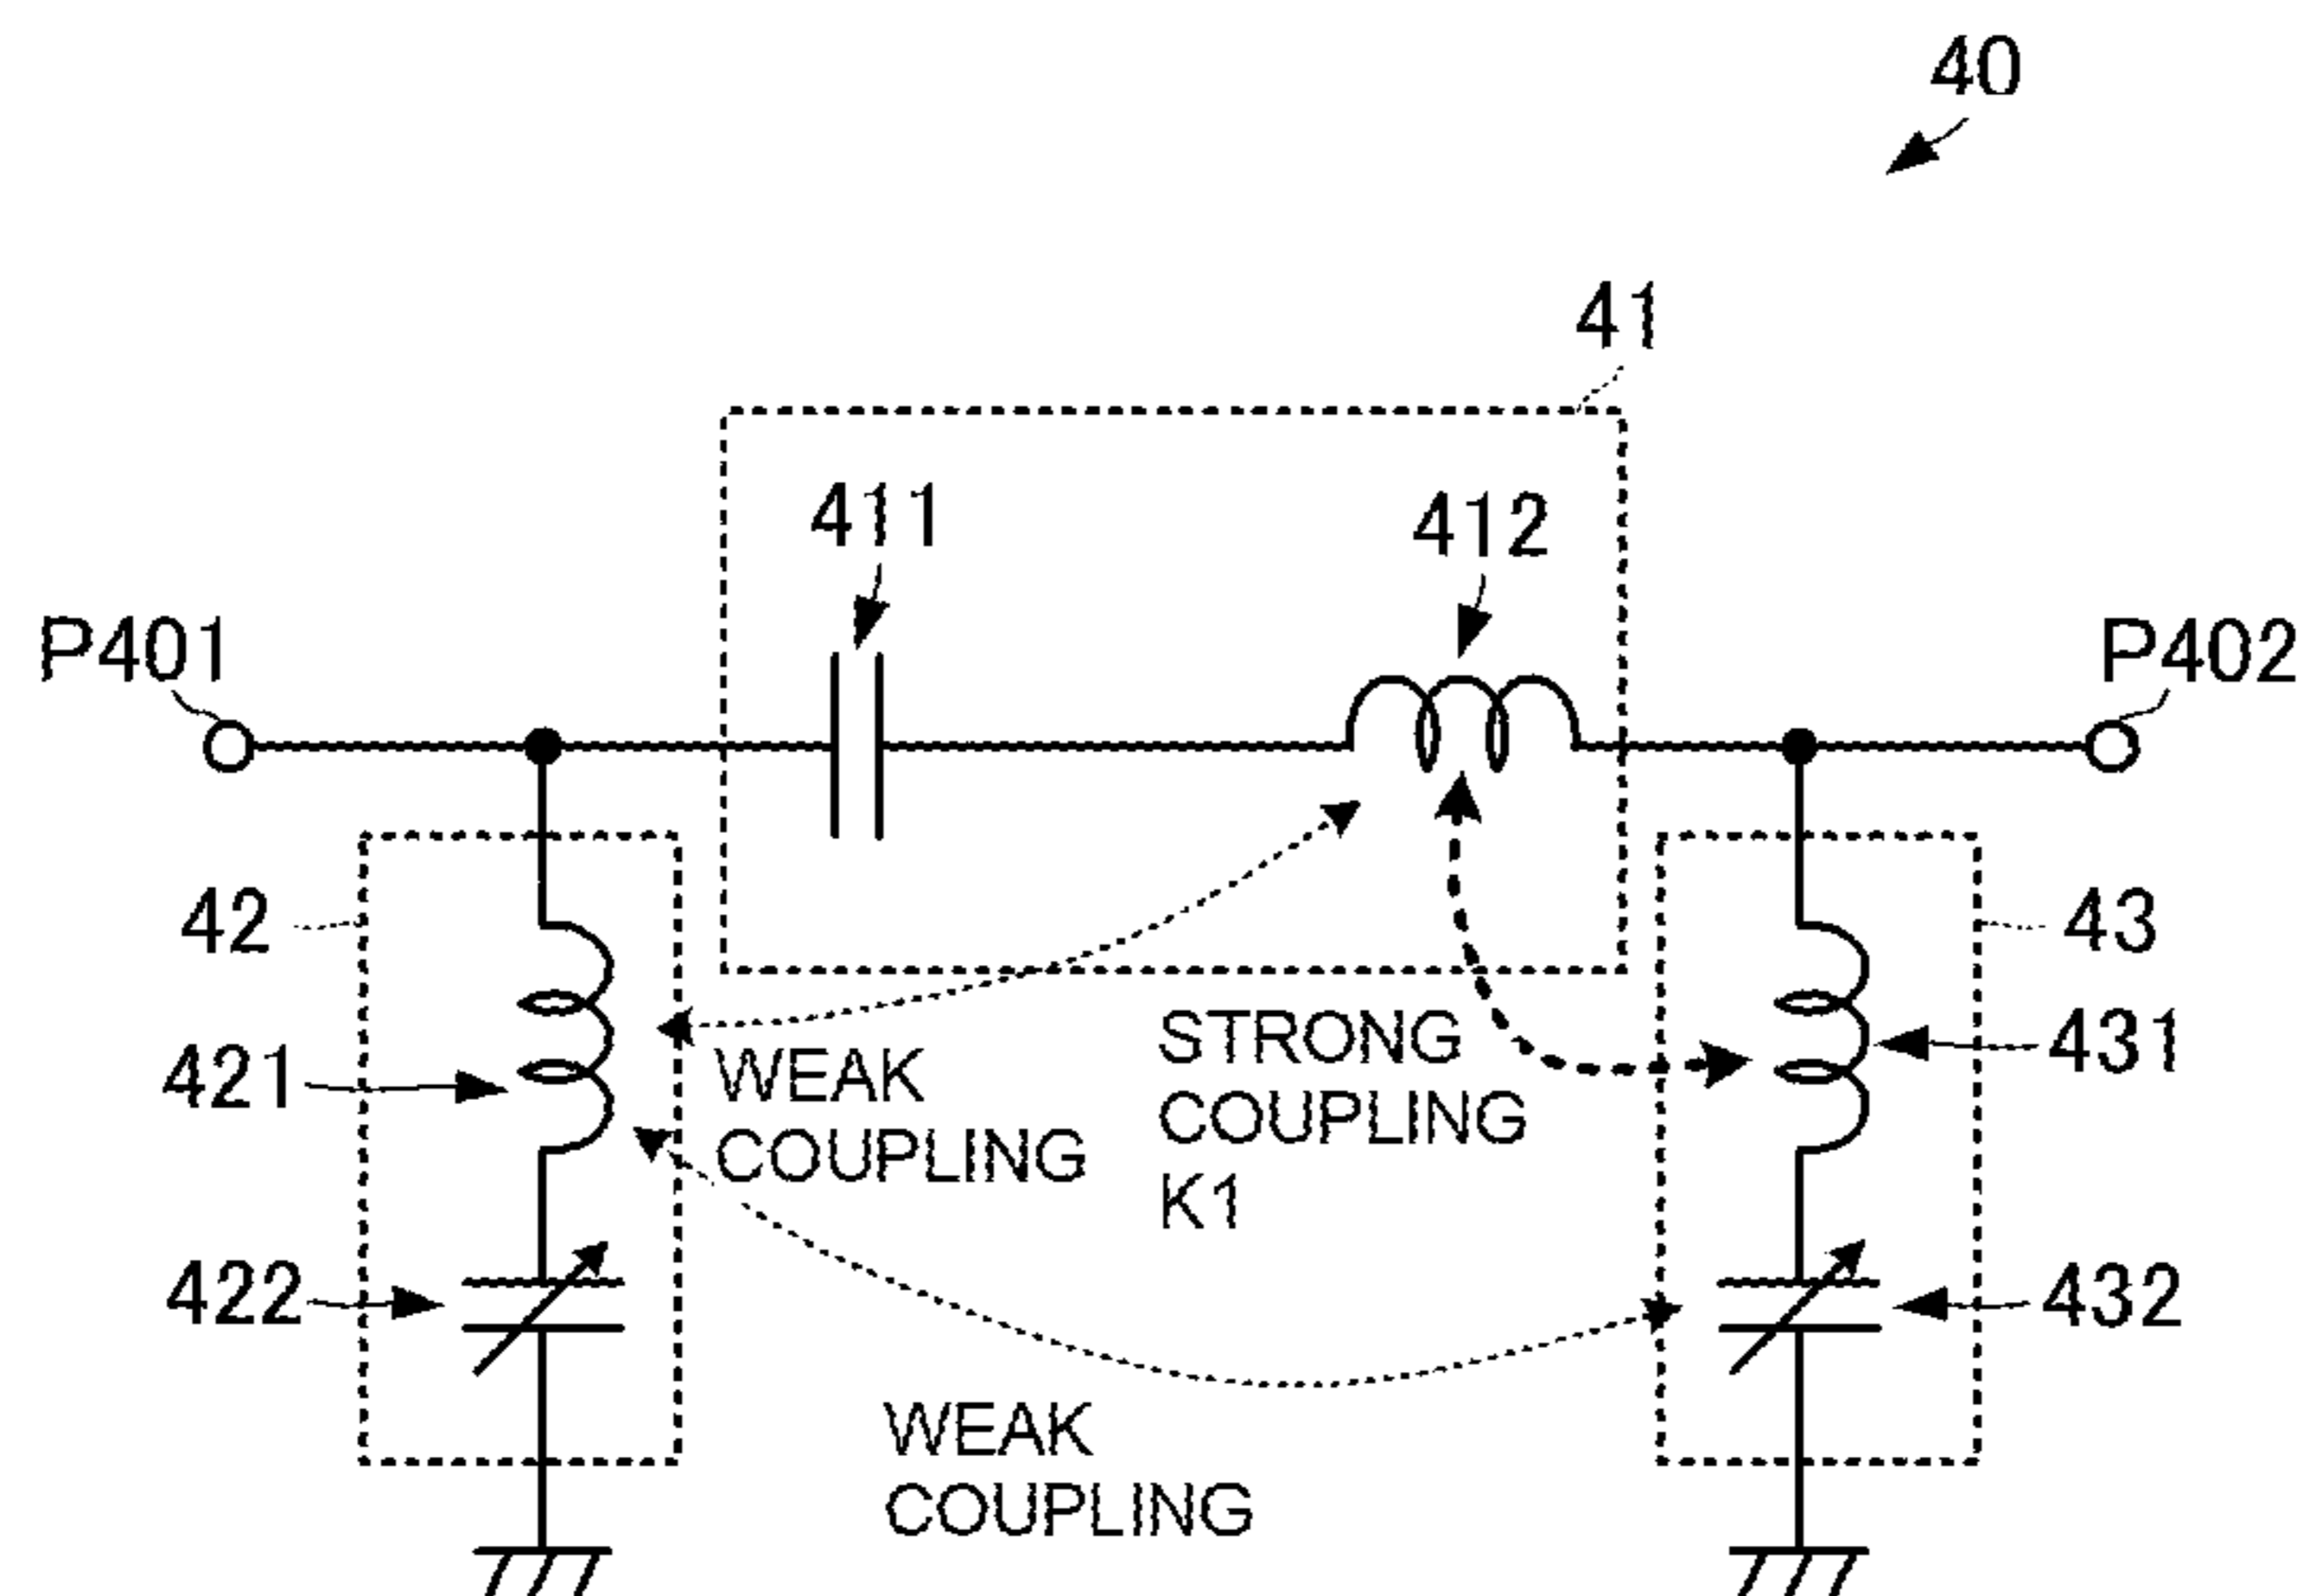 40
41
411
412
P401
P402
42
43
421
WEAK
COUPLING
STRONG
COUPLING
K1
431
422
432
WEAK
COUPLING